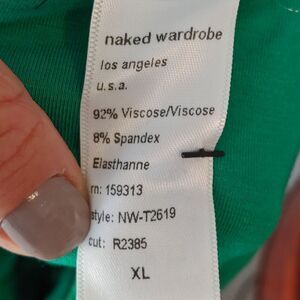 naked wardrobe
los angeles
u.s.a.
92% Viscose/Viscose
8% Spandex
Elasthanne
rn: 159313
style: NW-T2619
cut: R2385
XL